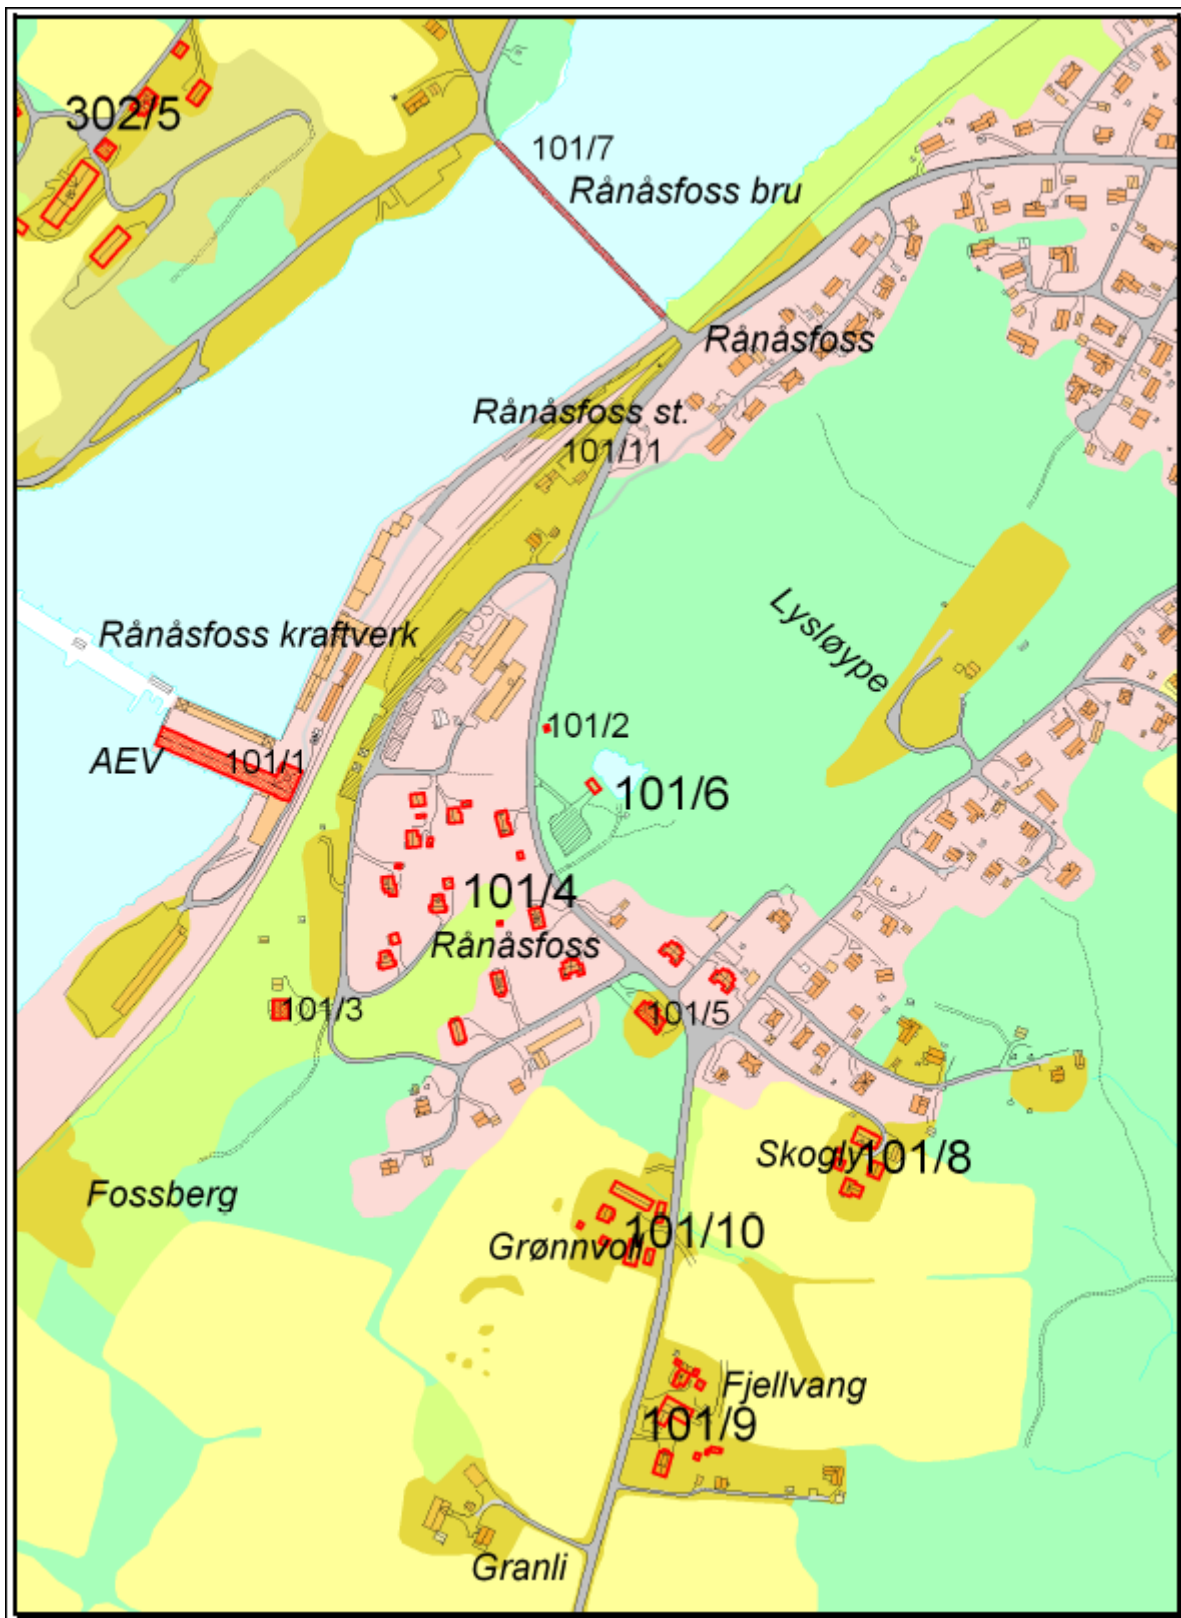 302/5
101/7
Rånåsfoss bru
Rånåsfoss
Rånåsfoss st.
101/11
Lysløype
Rånåsfoss kraftverk
101/2
AEV
101/1
101/6
101/4
Rånåsfoss
101/3
101/5
Skogly
101/8
Fossberg
101/10
Grønnvoll
Fjellvang
101/9
Granli